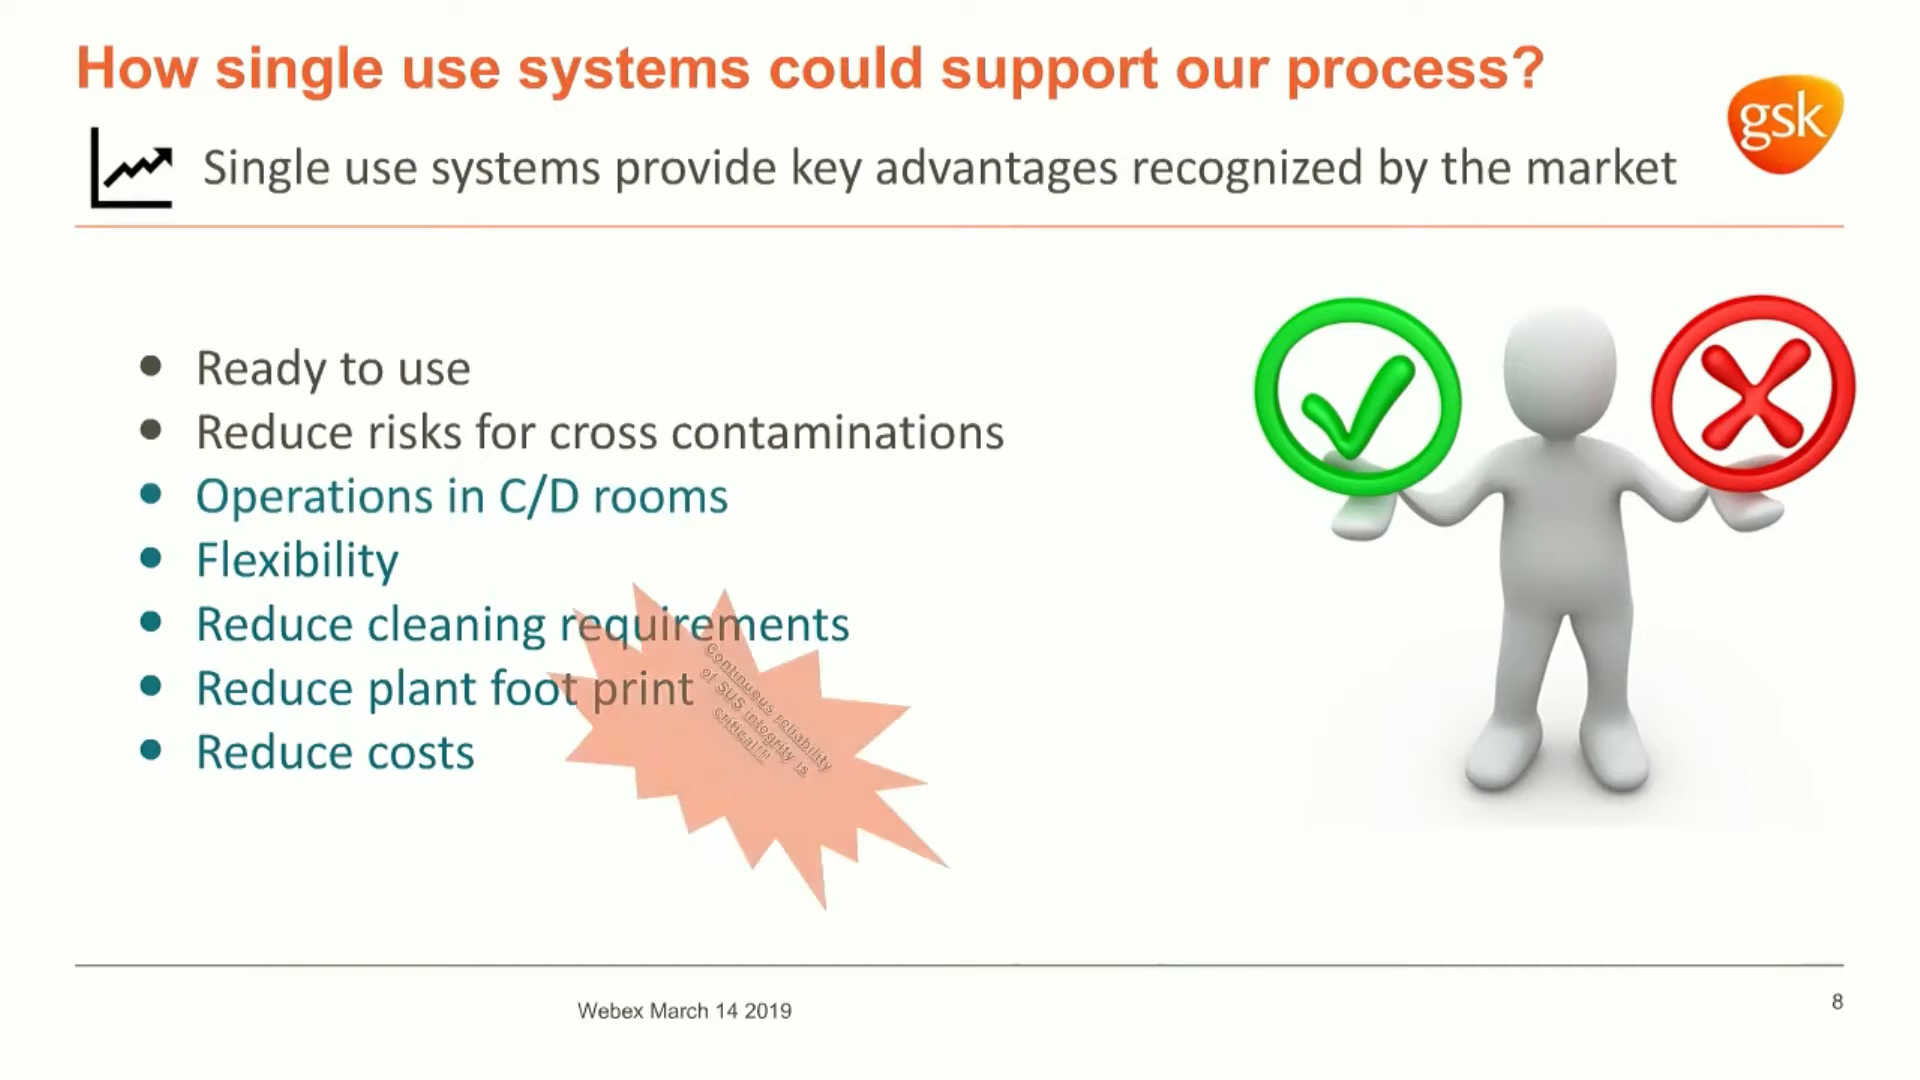 How single use systems could support our process?
gsk
Single use systems provide key advantages recognized by the market
• Ready to use
• Reduce risks for cross contaminations
• Operations in C/D rooms
• Flexibility
• Reduce cleaning requirements
• Reduce plant foot print
• Reduce costs
Continuous reliability
of SUS integrity is
critical!!!
Webex March 14 2019
8